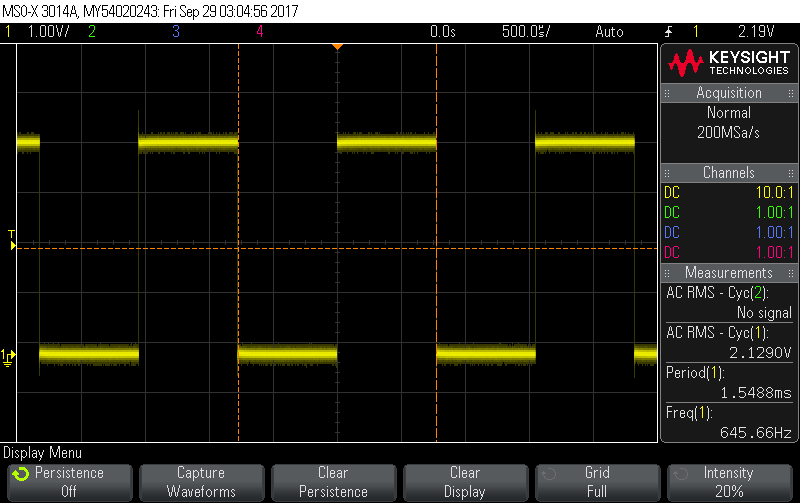 MSO-X 3014A, MY54020243: Fri Sep 29 03:04:56 2017
1 1.00V/ 2 3 4 0.0s 500.0㎲/ Auto 1 2.19V
KEYSIGHT
TECHNOLOGIES
Acquisition
Normal
200MSa/s
Channels
DC 10.0:1
DC 1.00:1
DC 1.00:1
DC 1.00:1
Measurements
AC RMS - Cyc(2):
No signal
AC RMS - Cyc(1):
2.1290V
Period(1):
1.5488ms
Freq(1):
645.66Hz
T
1
Display Menu
Persistence
Off
Capture
Waveforms
Clear
Persistence
Clear
Display
Grid
Full
Intensity
20%